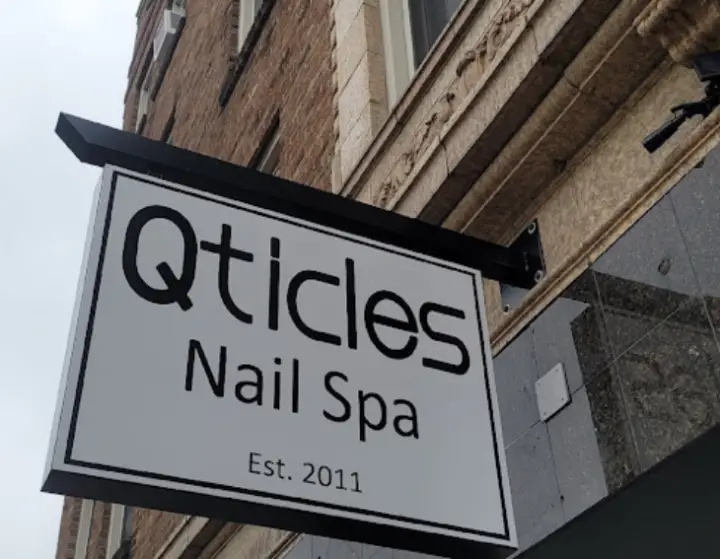 Qticles
Nail Spa
Est. 2011